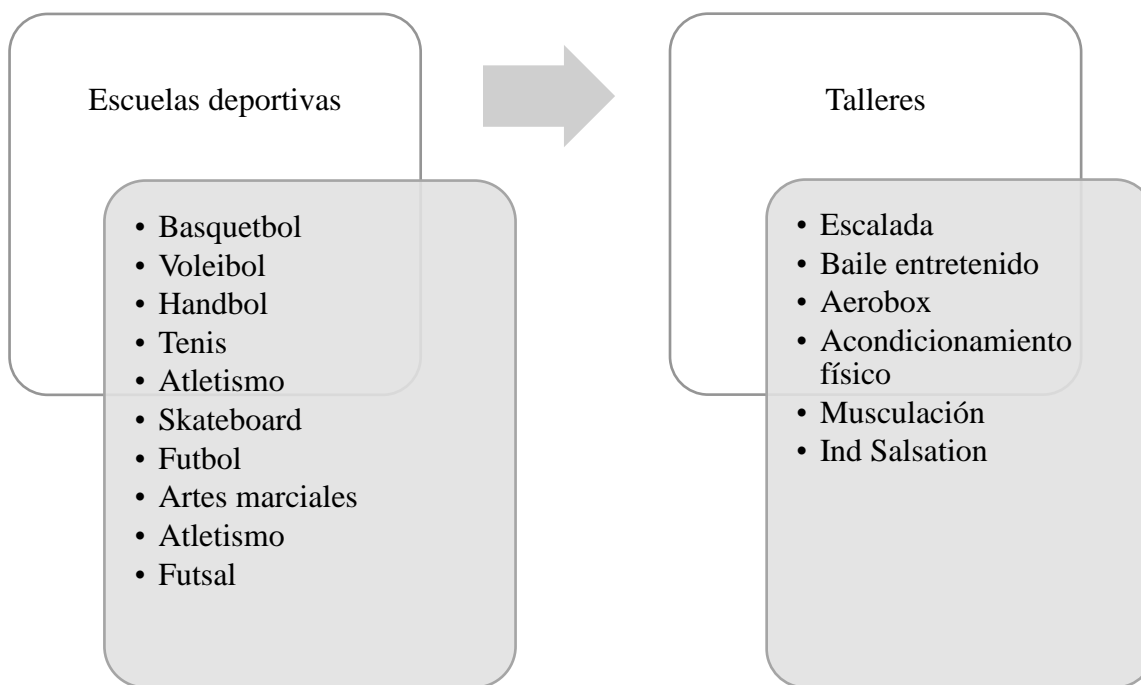 Escuelas deportivas
• Basquetbol
• Voleibol
• Handbol
• Tenis
• Atletismo
• Skateboard
• Futbol
• Artes marciales
• Atletismo
• Futsal
Talleres
• Escalada
• Baile entretenido
• Aerobox
• Acondicionamiento
físico
• Musculación
• Ind Salsation